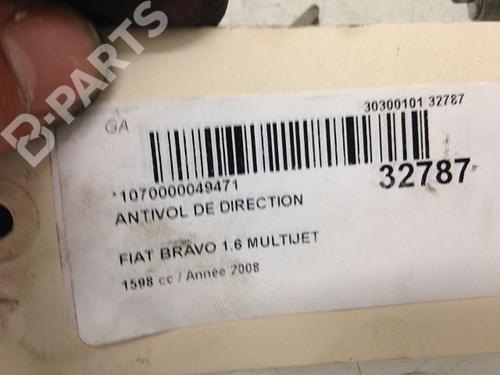 B-PARTS
GA
30300101 32787
*1070000049471
32787
ANTIVOL DE DIRECTION
FIAT BRAVO 1.6 MULTIJET
1598 cc / Année 2008